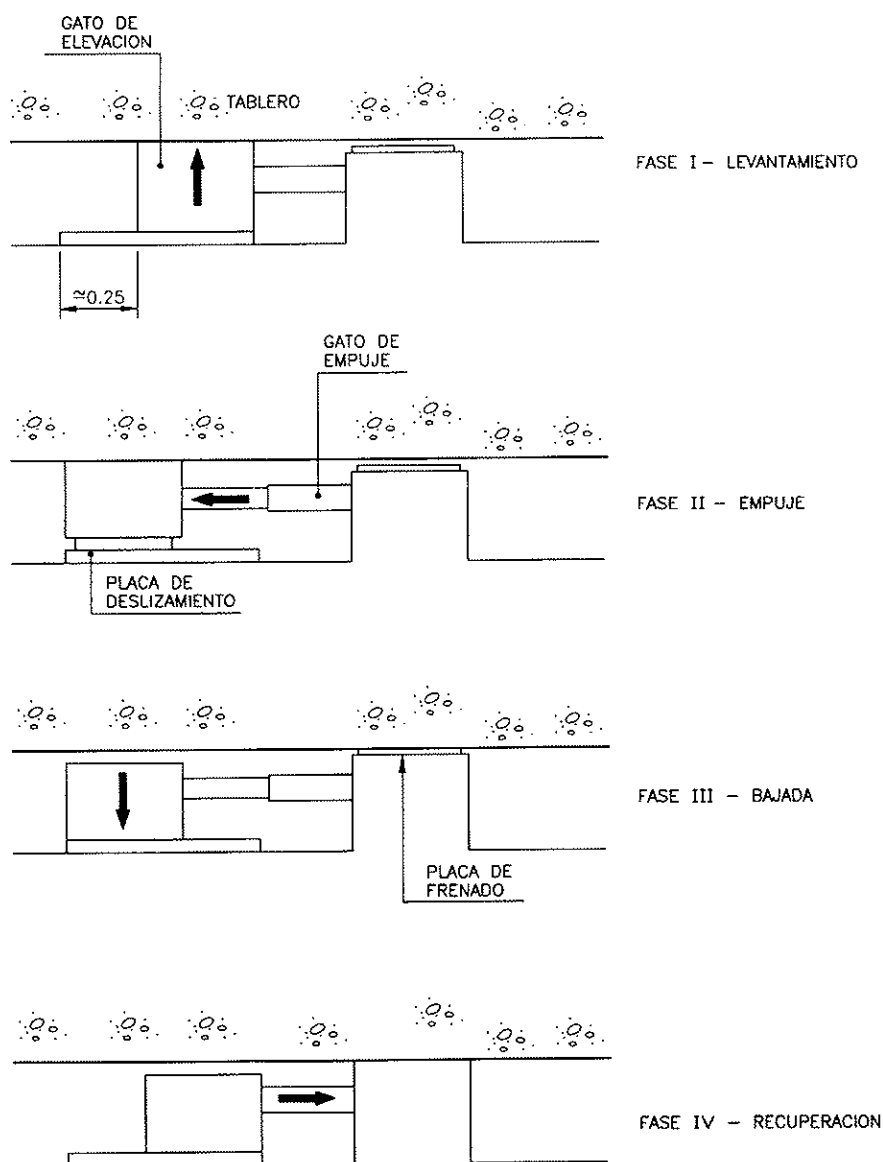 GATO DE
ELEVACION
TABLERO
FASE I – LEVANTAMIENTO
≃0.25
GATO DE
EMPUJE
FASE II – EMPUJE
PLACA DE
DESLIZAMIENTO
FASE III – BAJADA
PLACA DE
FRENADO
FASE IV – RECUPERACION